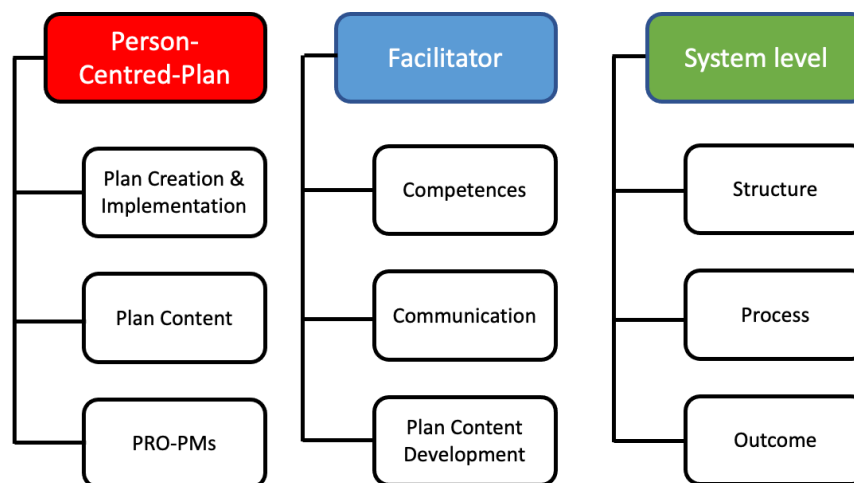 Person-
Centred-Plan
Plan Creation &
Implementation
Plan Content
PRO-PMs
Facilitator
Competences
Communication
Plan Content
Development
System level
Structure
Process
Outcome